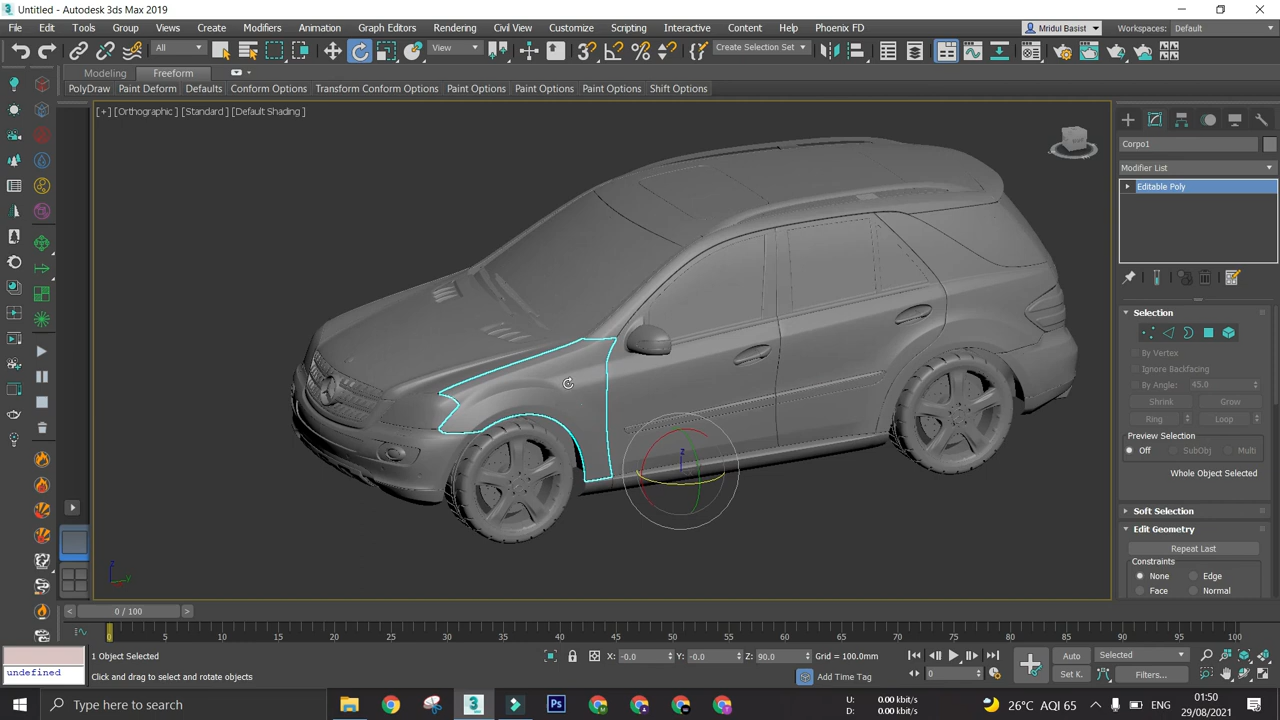 Untitled - Autodesk 3ds Max 2019
File Edit Tools Group Views Create Modifiers Animation Graph Editors Rendering Civil View Customize Scripting Interactive Content Phoenix FD Mridul Basist Workspaces: Default
All View Create Selection Set
Modeling Freeform
PolyDraw Paint Deform Defaults Conform Options Transform Conform Options Paint Options Paint Options Paint Options Shift Options
[+] [Orthographic ] [Standard ] [Default Shading ]
Corpo1
Modifier List
Editable Poly
Selection
By Vertex
Ignore Backfacing
By Angle: 45.0
Shrink Grow
Ring Loop
Preview Selection
Off SubObj Multi
Whole Object Selected
Soft Selection
Edit Geometry
Repeat Last
Constraints
None Edge
Face Normal
z
z
y
< 0 / 100 >
0 5 10 15 20 25 30 35 40 45 50 55 60 65 70 75 80 85 90 95 100
1 Object Selected X: -0.0 Y: -0.0 Z: 90.0 Grid = 100.0mm Auto Selected
undefined Click and drag to select and rotate objects Add Time Tag 0 Set K. Filters...
Type here to search
U: 0.00 kbit/s
D: 0.00 kbit/s
26°C AQI 65 ENG
01:50
29/08/2021